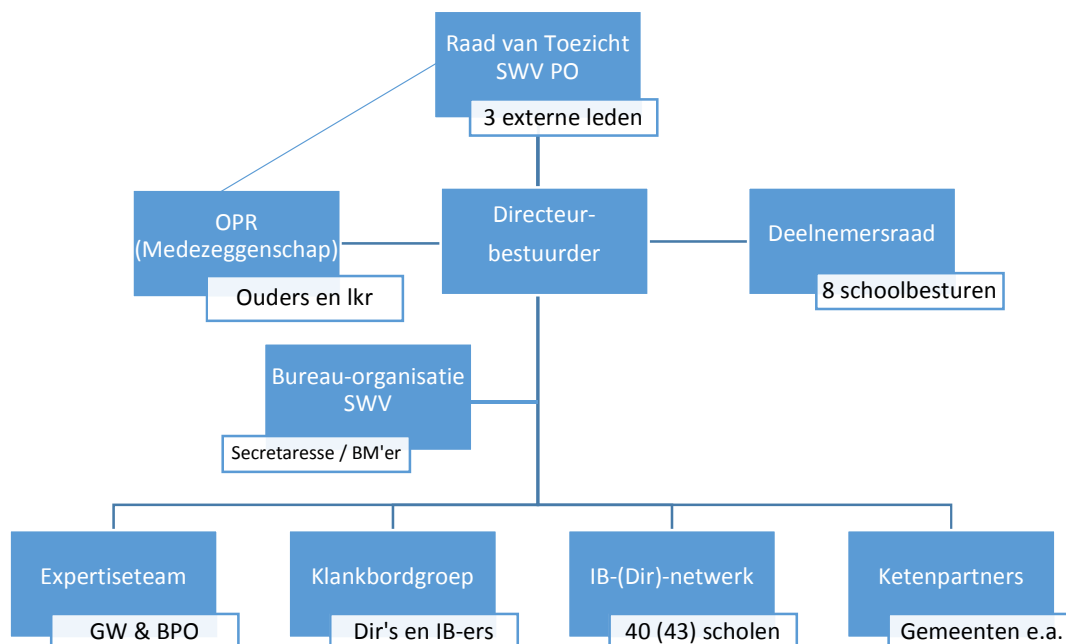 Raad van Toezicht
SWV PO
3 externe leden
OPR
(Medezeggenschap)
Ouders en lkr
Directeur-
bestuurder
Deelnemersraad
8 schoolbesturen
Bureau-organisatie
SWV
Secretaresse / BM'er
Expertiseteam
GW & BPO
Klankbordgroep
Dir's en IB-ers
IB-(Dir)-netwerk
40 (43) scholen
Ketenpartners
Gemeenten e.a.